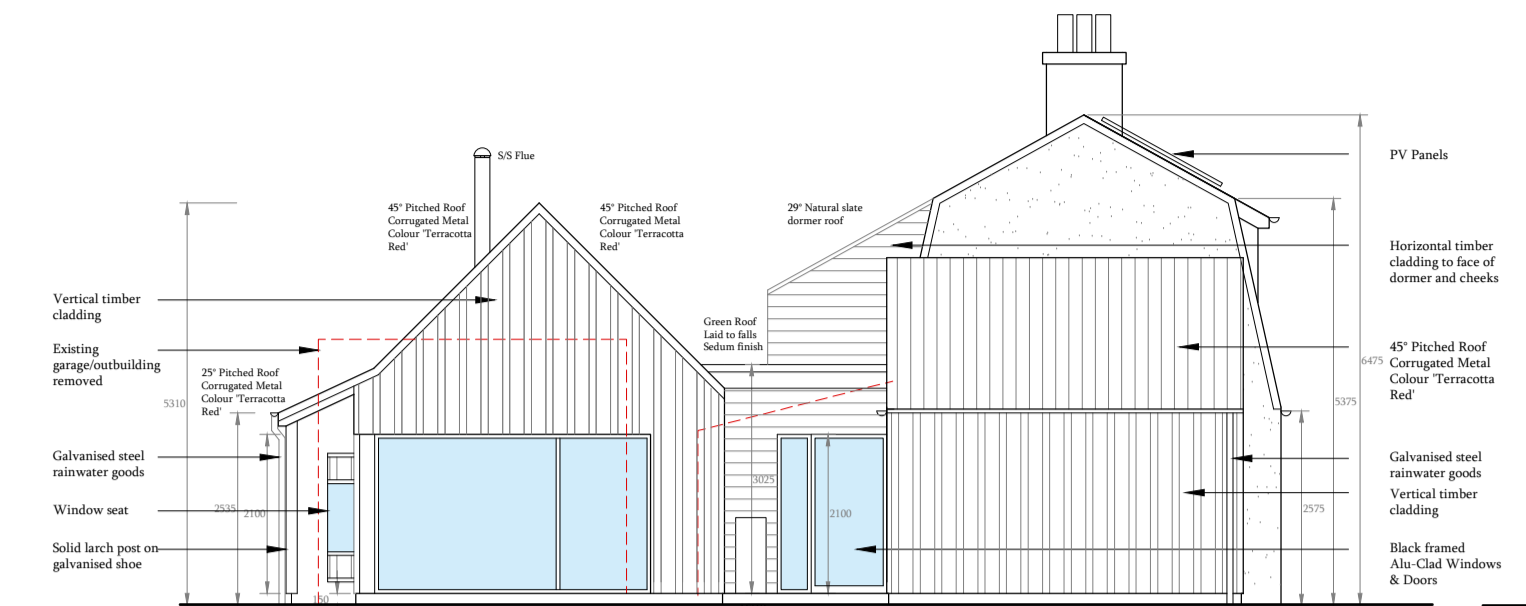 S/S Flue
45° Pitched Roof
Corrugated Metal
Colour 'Terracotta
Red'
45° Pitched Roof
Corrugated Metal
Colour 'Terracotta
Red'
29° Natural slate
dormer roof
PV Panels
Horizontal timber
cladding to face of
dormer and cheeks
Vertical timber
cladding
Green Roof
Laid to falls
Sedum finish
Existing
garage/outbuilding
removed
25° Pitched Roof
Corrugated Metal
Colour 'Terracotta
Red'
45° Pitched Roof
Corrugated Metal
Colour 'Terracotta
Red'
6475
5310
5375
Galvanised steel
rainwater goods
Galvanised steel
rainwater goods
3025
Window seat
2535
2100
2100
2575
Vertical timber
cladding
Solid larch post on
galvanised shoe
Black framed
Alu-Clad Windows
& Doors
150